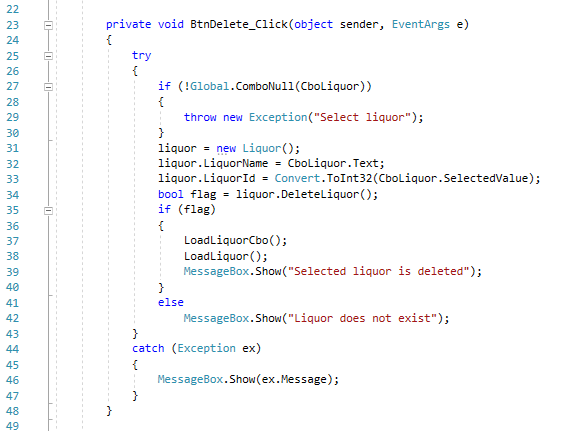 22
23 private void BtnDelete_Click(object sender, EventArgs e)
24 {
25 try
26 {
27 if (!Global.ComboNull(CboLiquor))
28 {
29 throw new Exception("Select liquor");
30 }
31 liquor = new Liquor();
32 liquor.LiquorName = CboLiquor.Text;
33 liquor.LiquorId = Convert.ToInt32(CboLiquor.SelectedValue);
34 bool flag = liquor.DeleteLiquor();
35 if (flag)
36 {
37 LoadLiquorCbo();
38 LoadLiquor();
39 MessageBox.Show("Selected liquor is deleted");
40 }
41 else
42 MessageBox.Show("Liquor does not exist");
43 }
44 catch (Exception ex)
45 {
46 MessageBox.Show(ex.Message);
47 }
48 }
49